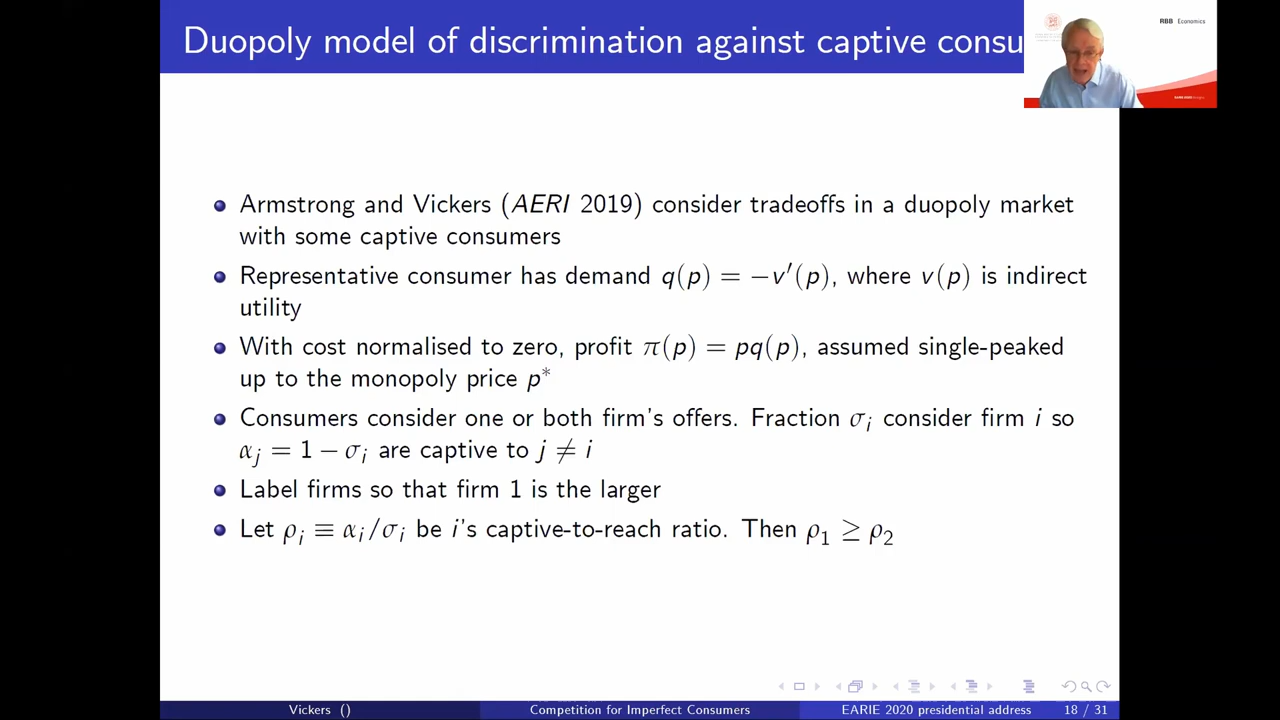 Duopoly model of discrimination against captive consu
RBB Economics
Armstrong and Vickers (AERI 2019) consider tradeoffs in a duopoly market
with some captive consumers
Representative consumer has demand q(p) = −v′(p), where v(p) is indirect
utility
With cost normalised to zero, profit π(p) = pq(p), assumed single-peaked
up to the monopoly price p*
Consumers consider one or both firm's offers. Fraction σᵢ consider firm i so
αⱼ = 1 − σᵢ are captive to j ≠ i
Label firms so that firm 1 is the larger
Let ρᵢ ≡ αᵢ/σᵢ be i's captive-to-reach ratio. Then ρ₁ ≥ ρ₂
Vickers () Competition for Imperfect Consumers EARIE 2020 presidential address 18 / 31